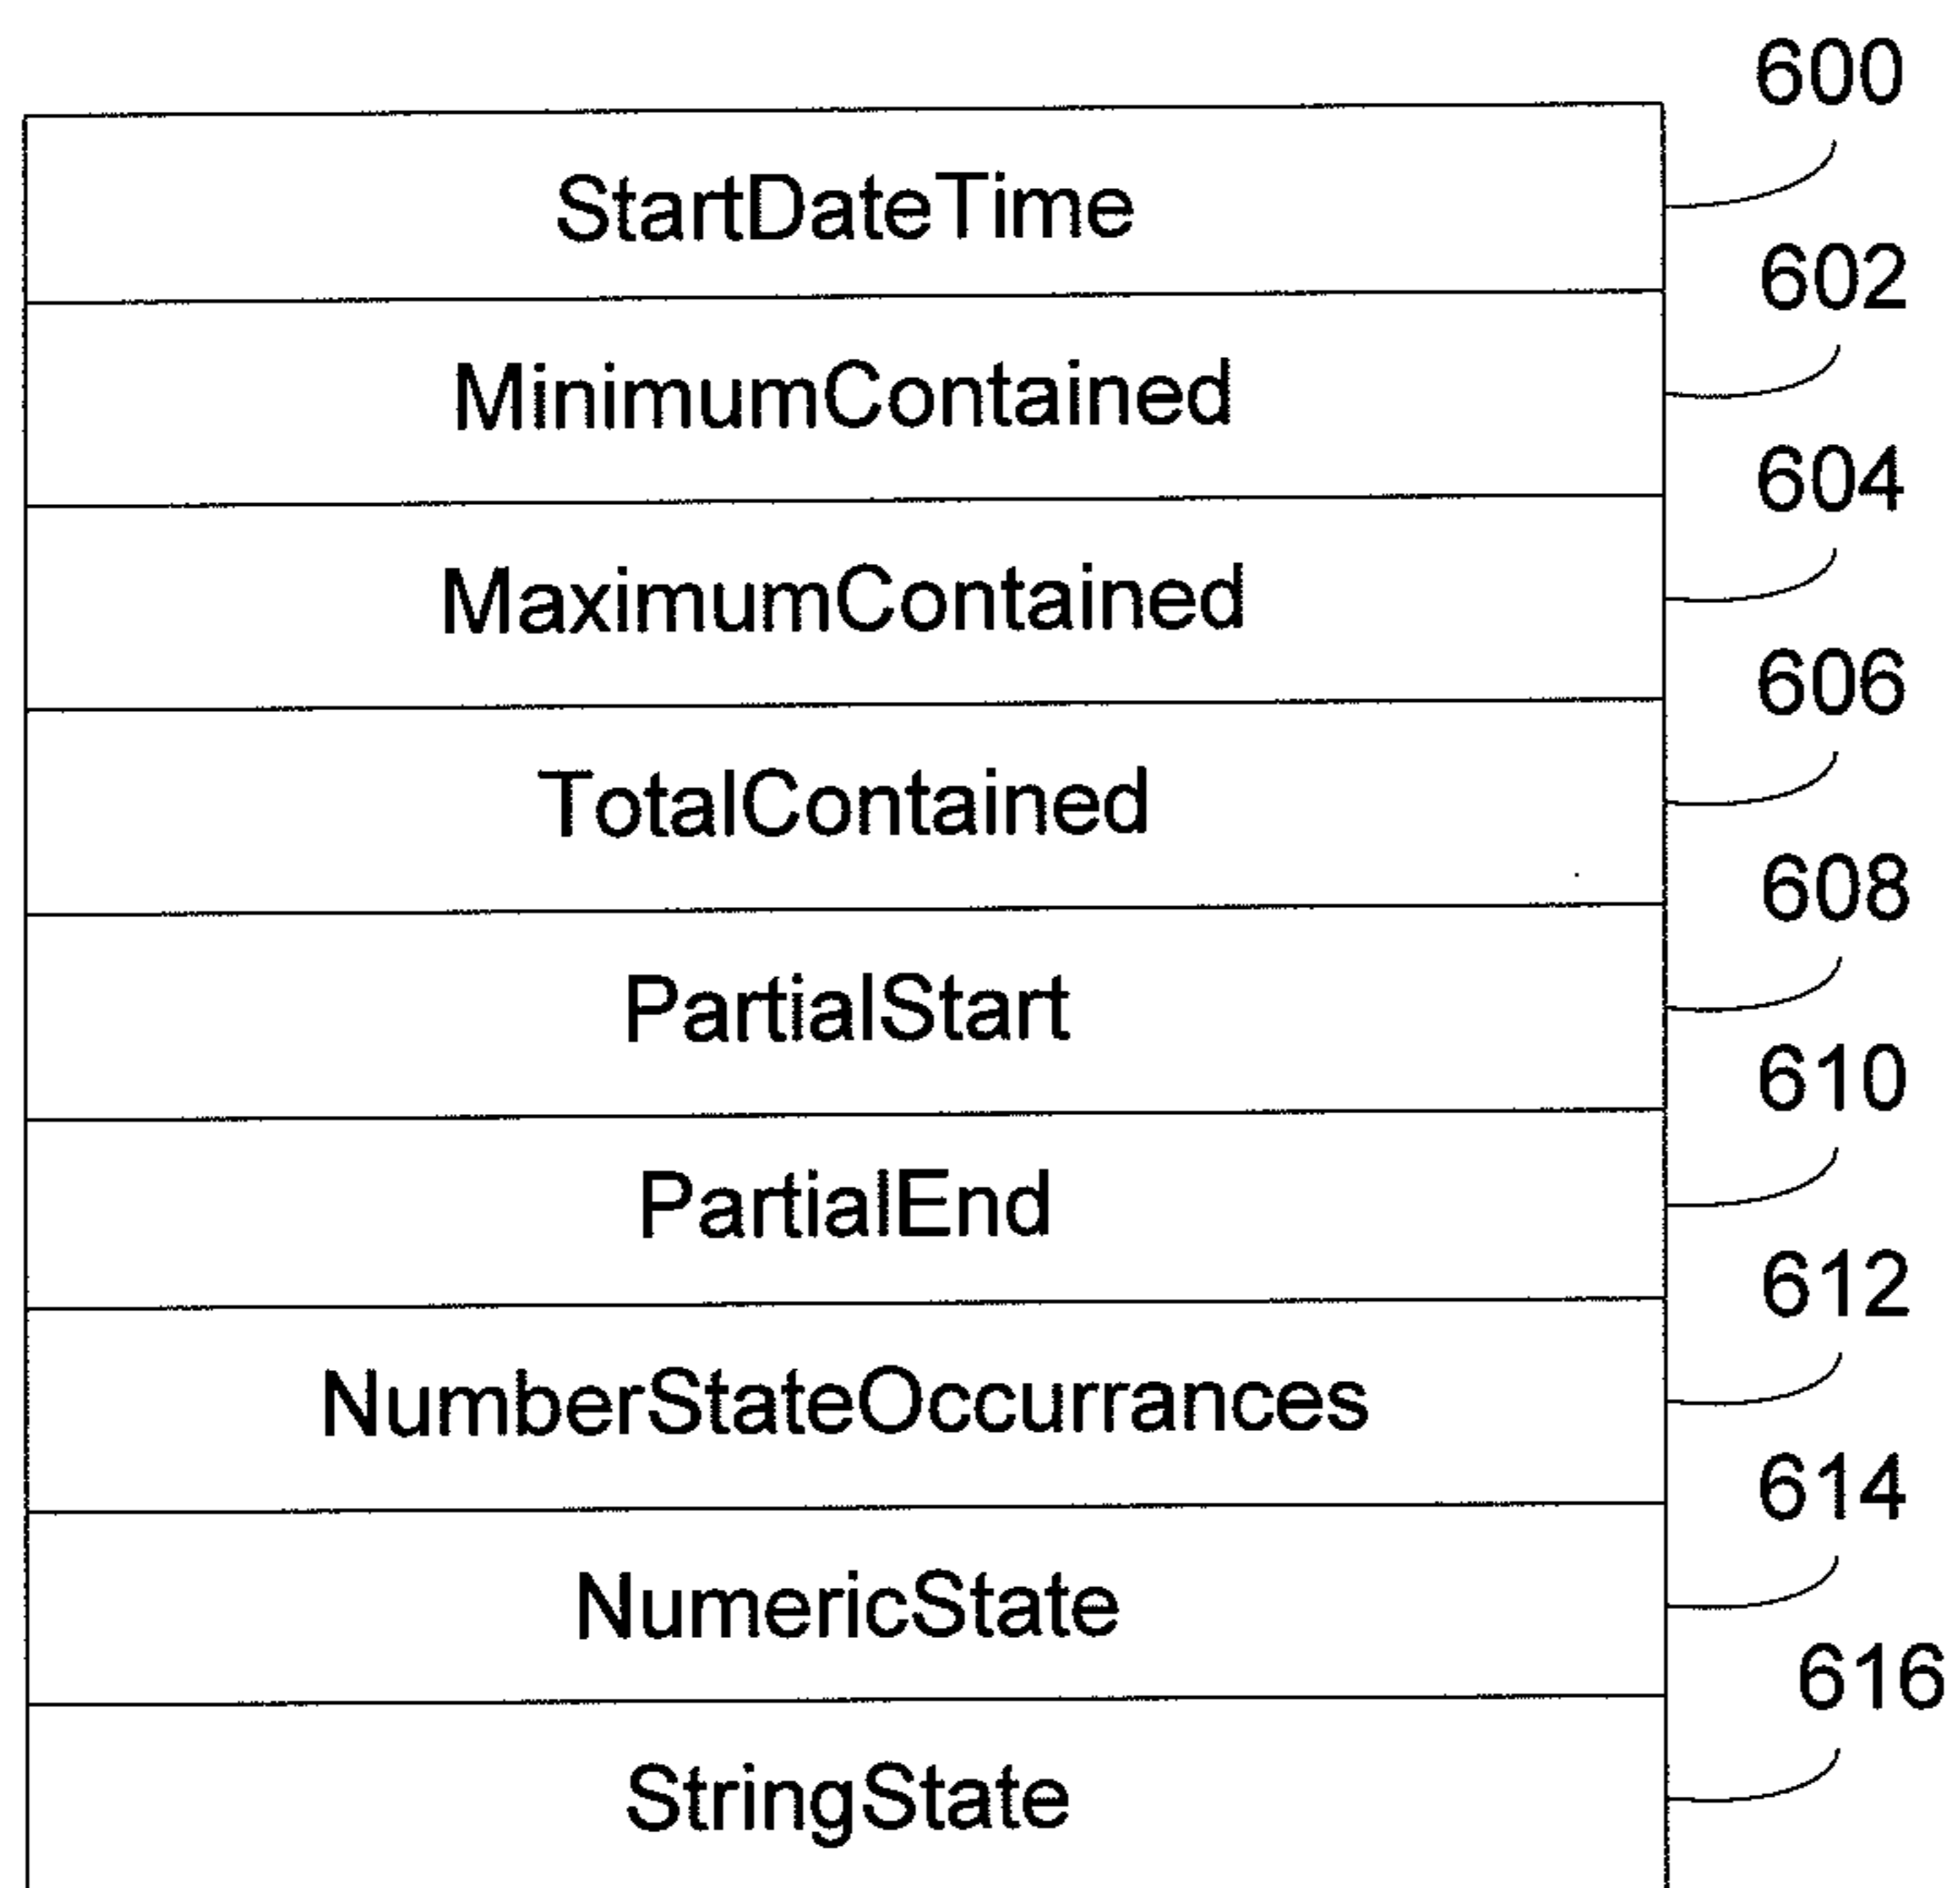 600
StartDateTime
602
MinimumContained
604
MaximumContained
606
TotalContained
608
PartialStart
610
PartialEnd
612
NumberStateOccurrances
614
NumericState
616
StringState